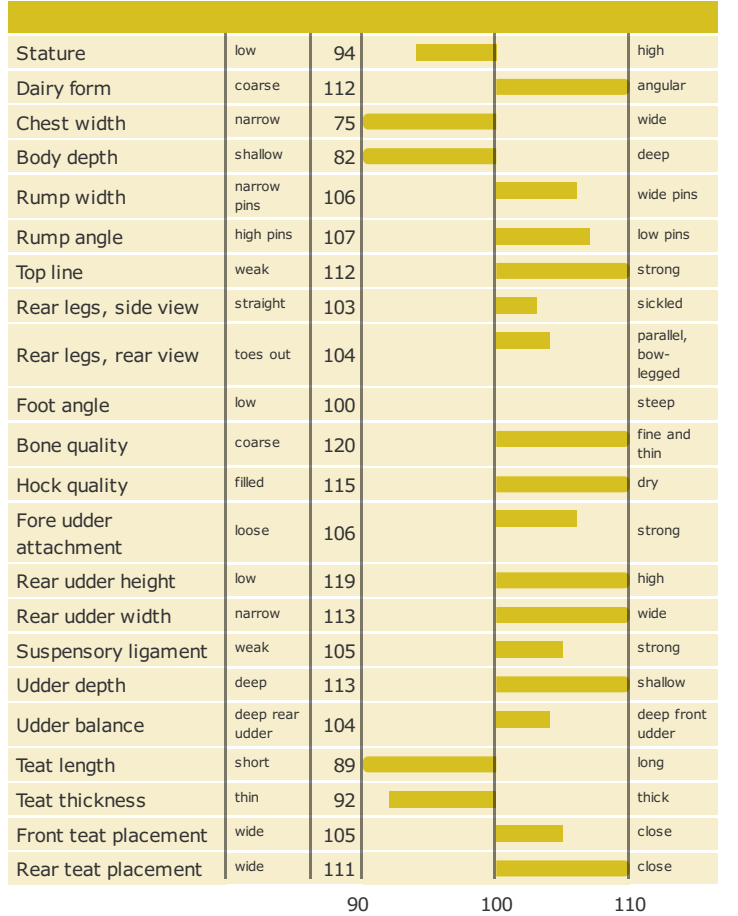 Stature low 94 high
Dairy form coarse 112 angular
Chest width narrow 75 wide
Body depth shallow 82 deep
Rump width narrow pins 106 wide pins
Rump angle high pins 107 low pins
Top line weak 112 strong
Rear legs, side view straight 103 sickled
Rear legs, rear view toes out 104 parallel, bow-legged
Foot angle low 100 steep
Bone quality coarse 120 fine and thin
Hock quality filled 115 dry
Fore udder attachment loose 106 strong
Rear udder height low 119 high
Rear udder width narrow 113 wide
Suspensory ligament weak 105 strong
Udder depth deep 113 shallow
Udder balance deep rear udder 104 deep front udder
Teat length short 89 long
Teat thickness thin 92 thick
Front teat placement wide 105 close
Rear teat placement wide 111 close
90 100 110